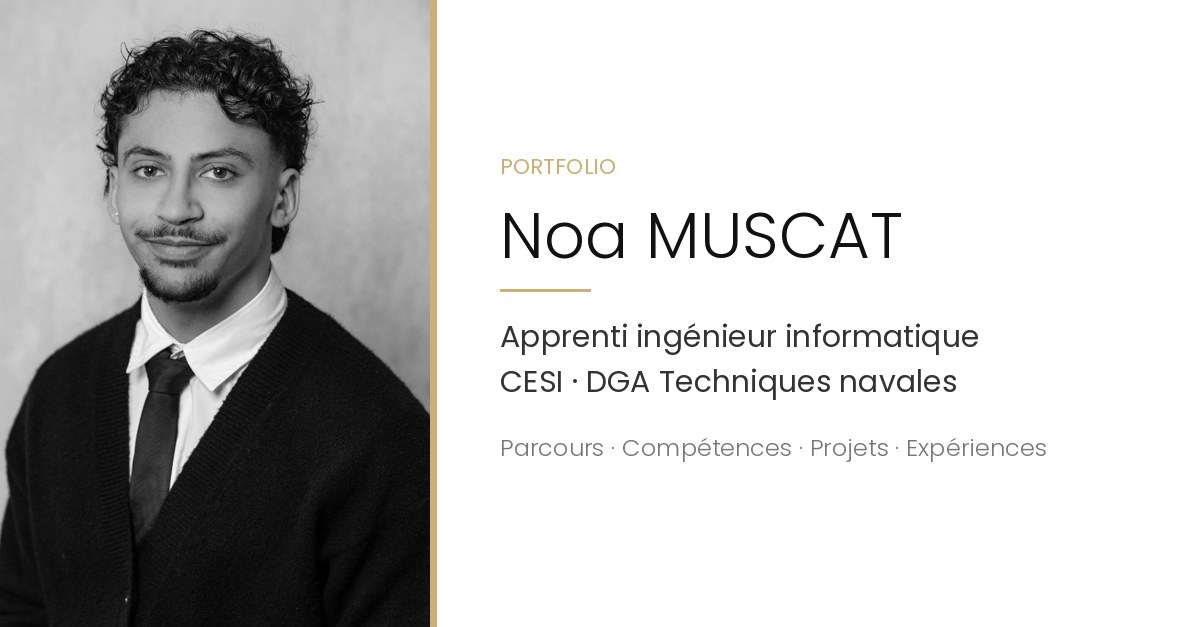 PORTFOLIO
Noa MUSCAT
Apprenti ingénieur informatique
CESI · DGA Techniques navales
Parcours · Compétences · Projets · Expériences